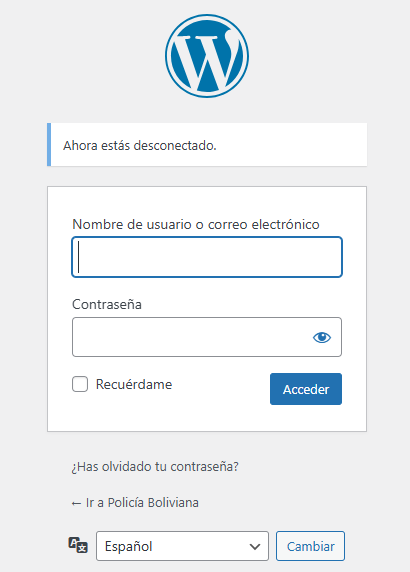 Ahora estás desconectado.
Nombre de usuario o correo electrónico
Contraseña
Recuérdame
Acceder
¿Has olvidado tu contraseña?
← Ir a Policía Boliviana
Español
Cambiar